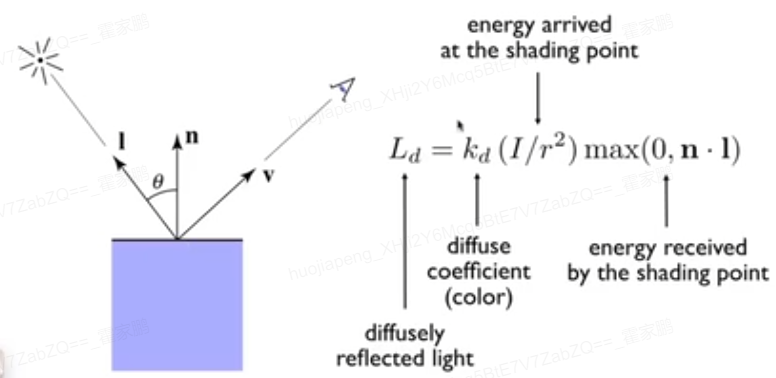 energy arrived
at the shading point
l
n
θ
v
L_d = k_d (I/r²) max(0, n · l)
diffuse
coefficient
(color)
energy received
by the shading point
diffusely
reflected light